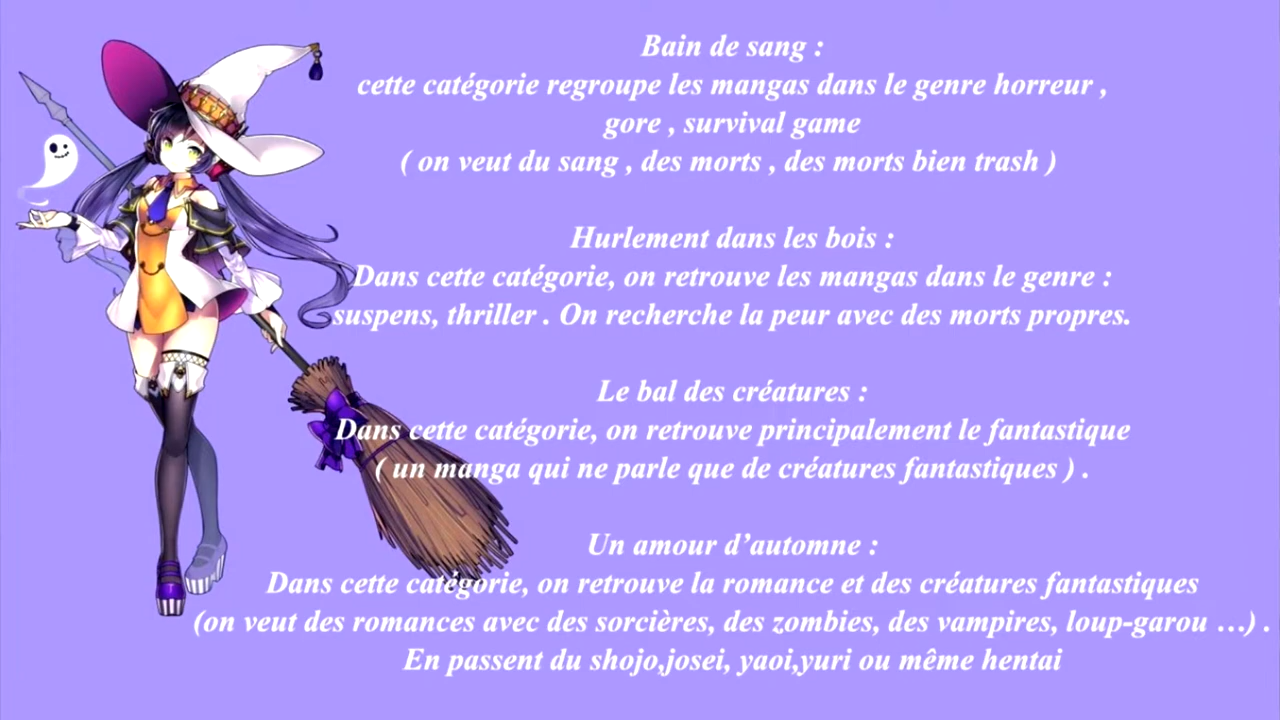 Bain de sang :
cette catégorie regroupe les mangas dans le genre horreur ,
gore , survival game
( on veut du sang , des morts , des morts bien trash )
Hurlement dans les bois :
Dans cette catégorie, on retrouve les mangas dans le genre :
suspens, thriller . On recherche la peur avec des morts propres.
Le bal des créatures :
Dans cette catégorie, on retrouve principalement le fantastique
( un manga qui ne parle que de créatures fantastiques ) .
Un amour d’automne :
Dans cette catégorie, on retrouve la romance et des créatures fantastiques
(on veut des romances avec des sorcières, des zombies, des vampires, loup-garou …) .
En passent du shojo,josei, yaoi,yuri ou même hentai